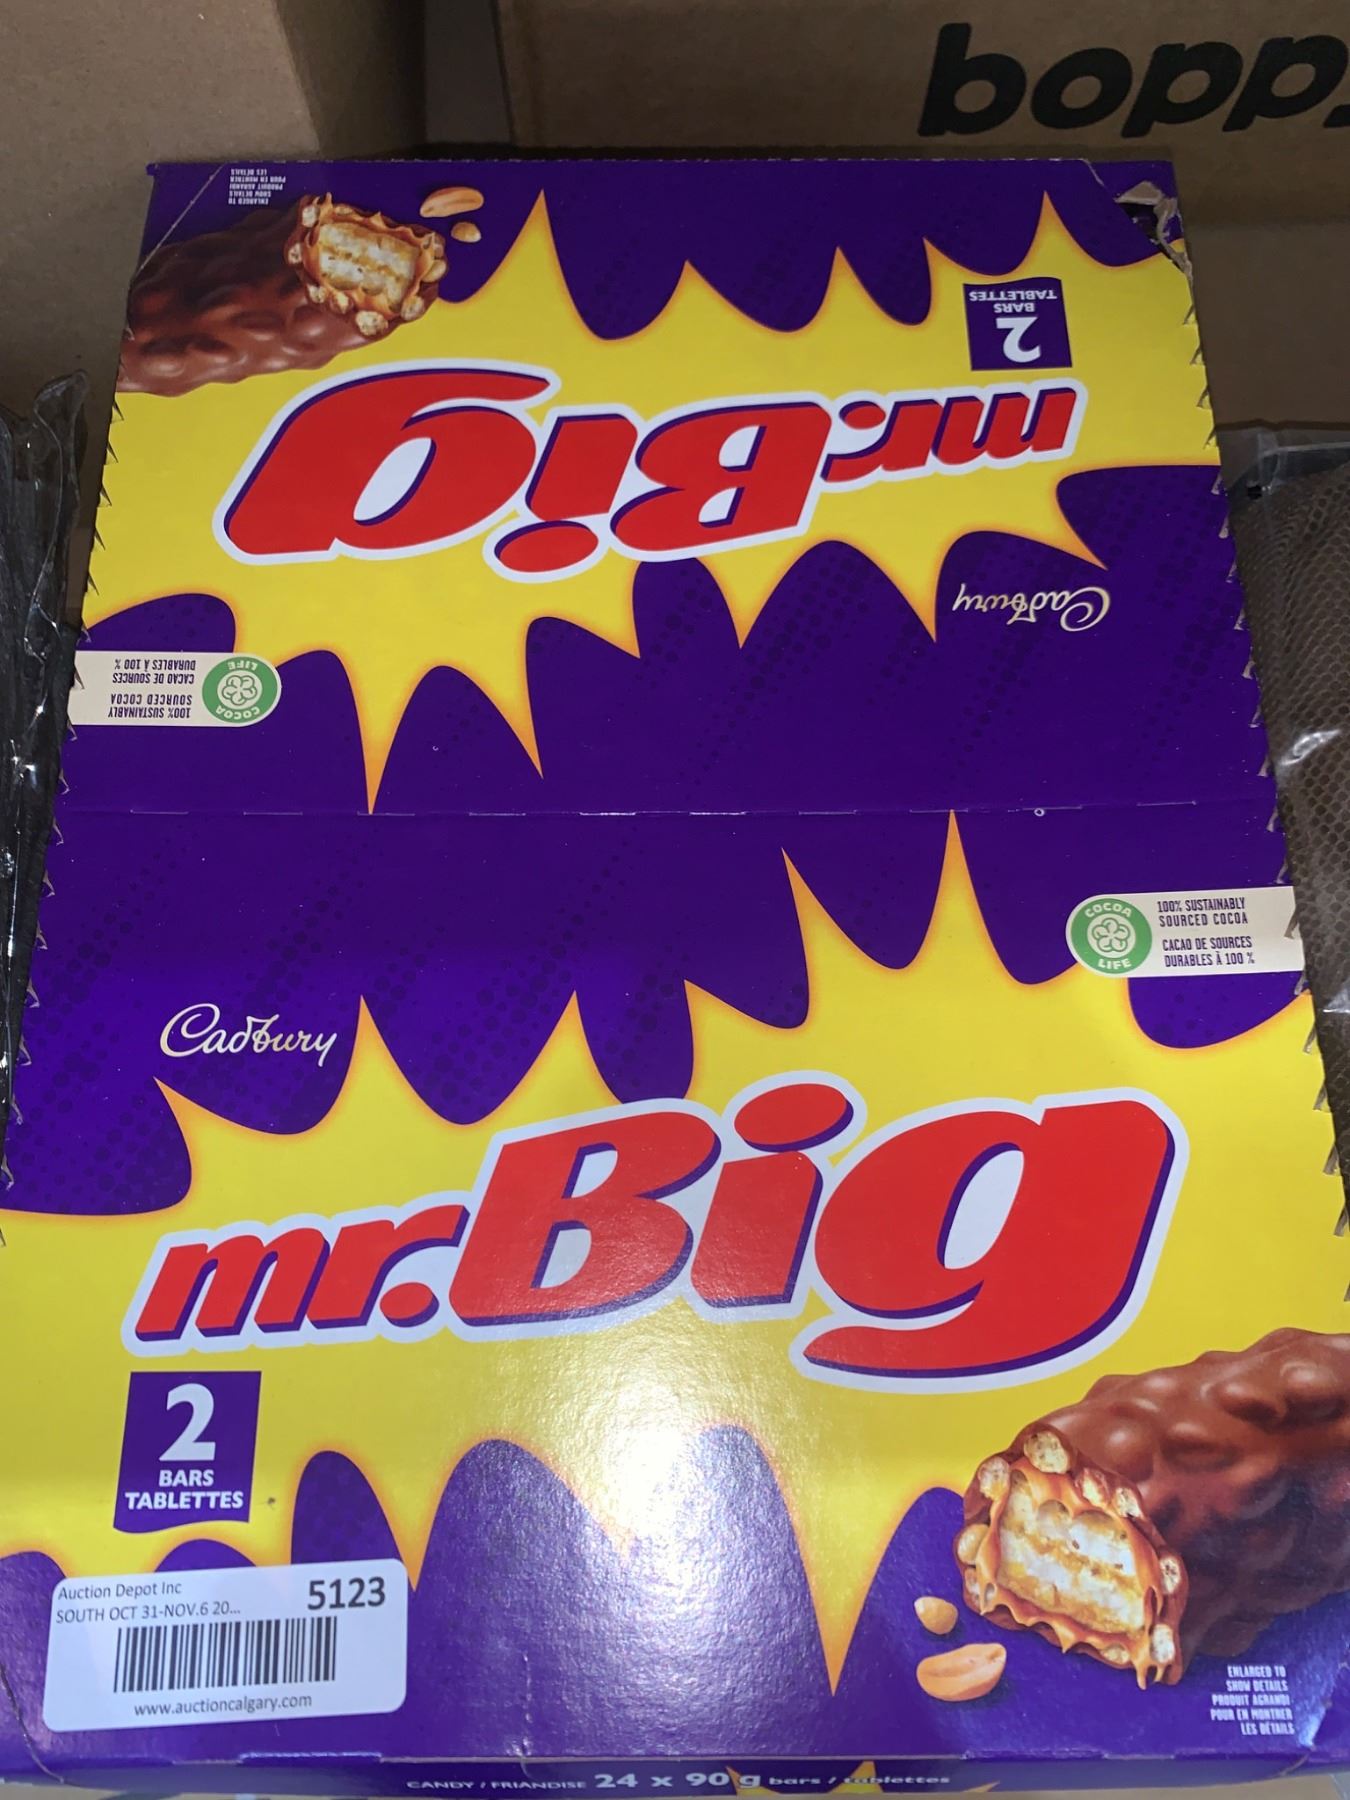 bopp
ENLARGED TO
SHOW DETAILS
PRODUIT AGRANDI
POUR EN MONTRER
LES DÉTAILS
2
BARS
TABLETTES
mr.Big
Cadbury
COCOA
LIFE
100% SUSTAINABLY
SOURCED COCOA
CACAO DE SOURCES
DURABLES À 100 %
COCOA
LIFE
100% SUSTAINABLY
SOURCED COCOA
CACAO DE SOURCES
DURABLES À 100 %
Cadbury
mr.Big
2
BARS
TABLETTES
Auction Depot Inc
5123
SOUTH OCT 31-NOV.6 20...
www.auctioncalgary.com
ENLARGED TO
SHOW DETAILS
PRODUIT AGRANDI
POUR EN MONTRER
LES DÉTAILS
CANDY / FRIANDISE 24 x 90 g bars / tablettes